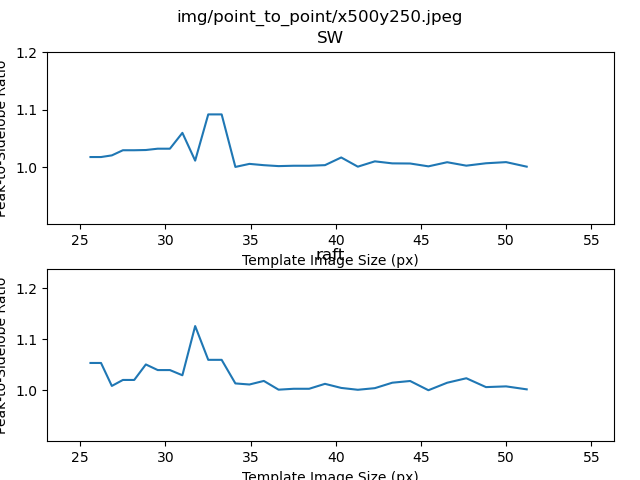 img/point_to_point/x500y250.jpeg
SW
Peak-to-Sidelobe Ratio
1.2
1.1
1.0
25 30 35 40 45 50 55
Template Image Size (px)
raft
Peak-to-Sidelobe Ratio
1.2
1.1
1.0
25 30 35 40 45 50 55
Template Image Size (px)